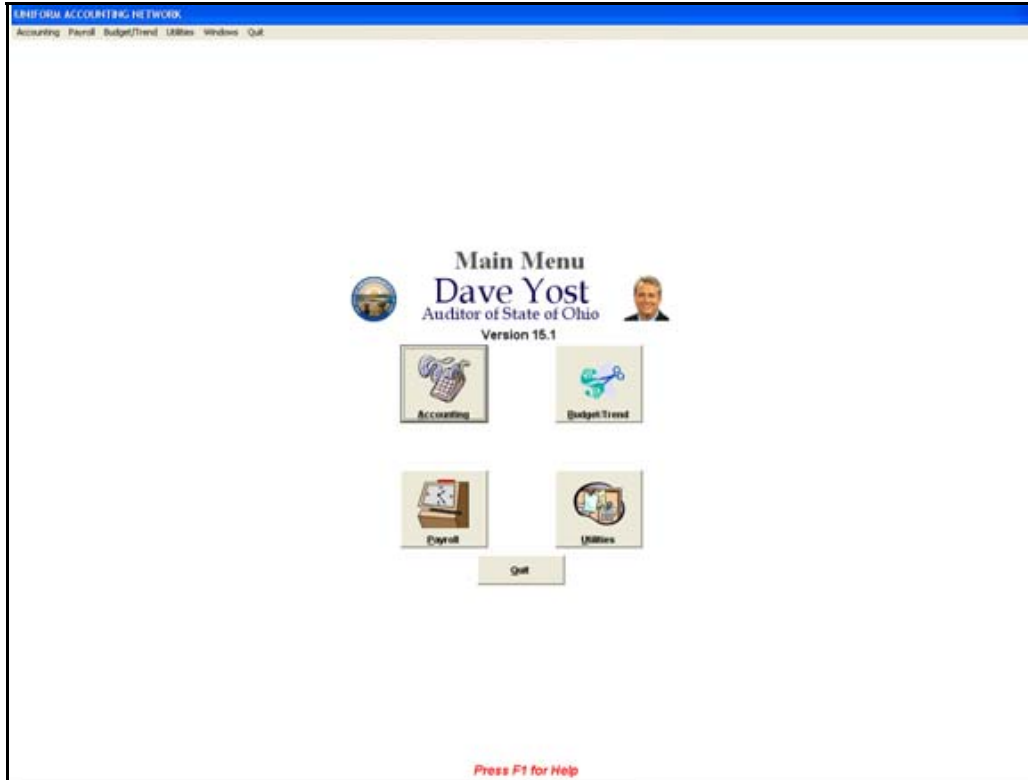 UNIFORM ACCOUNTING NETWORK
Accounting Payroll Budget/Trend Utilities Windows Quit
Main Menu
Dave Yost
Auditor of State of Ohio
Version 15.1
Accounting
Budget/Trend
Payroll
Utilities
Quit
Press F1 for Help